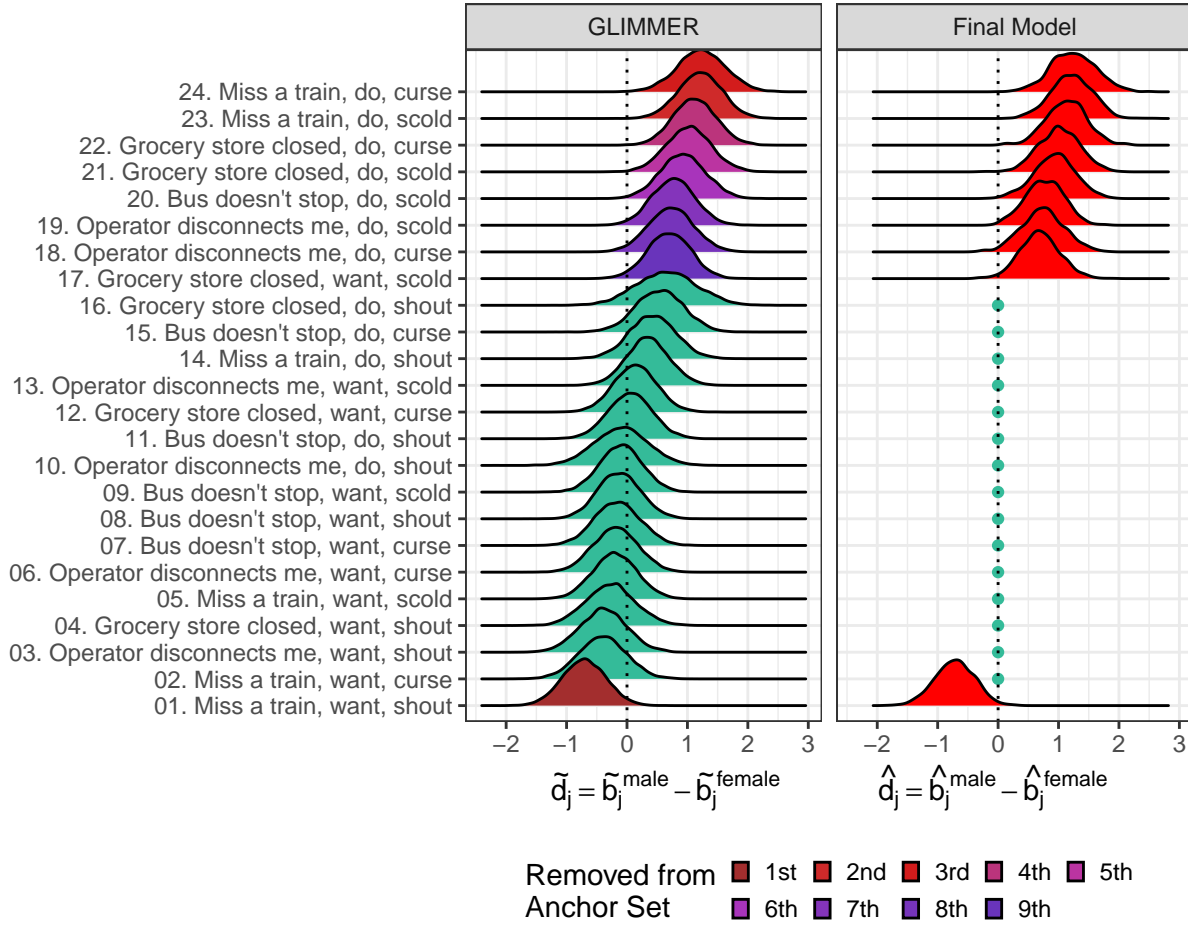 GLIMMER
Final Model
24. Miss a train, do, curse
23. Miss a train, do, scold
22. Grocery store closed, do, curse
21. Grocery store closed, do, scold
20. Bus doesn't stop, do, scold
19. Operator disconnects me, do, scold
18. Operator disconnects me, do, curse
17. Grocery store closed, want, scold
16. Grocery store closed, do, shout
15. Bus doesn't stop, do, curse
14. Miss a train, do, shout
13. Operator disconnects me, want, scold
12. Grocery store closed, want, curse
11. Bus doesn't stop, do, shout
10. Operator disconnects me, do, shout
09. Bus doesn't stop, want, scold
08. Bus doesn't stop, want, shout
07. Bus doesn't stop, want, curse
06. Operator disconnects me, want, curse
05. Miss a train, want, scold
04. Grocery store closed, want, shout
03. Operator disconnects me, want, shout
02. Miss a train, want, curse
01. Miss a train, want, shout
−2 −1 0 1 2 3
−2 −1 0 1 2 3
d̃ⱼ = b̃ⱼ^male − b̃ⱼ^female
d̂ⱼ = b̂ⱼ^male − b̂ⱼ^female
Removed from
Anchor Set
1st 2nd 3rd 4th 5th
6th 7th 8th 9th